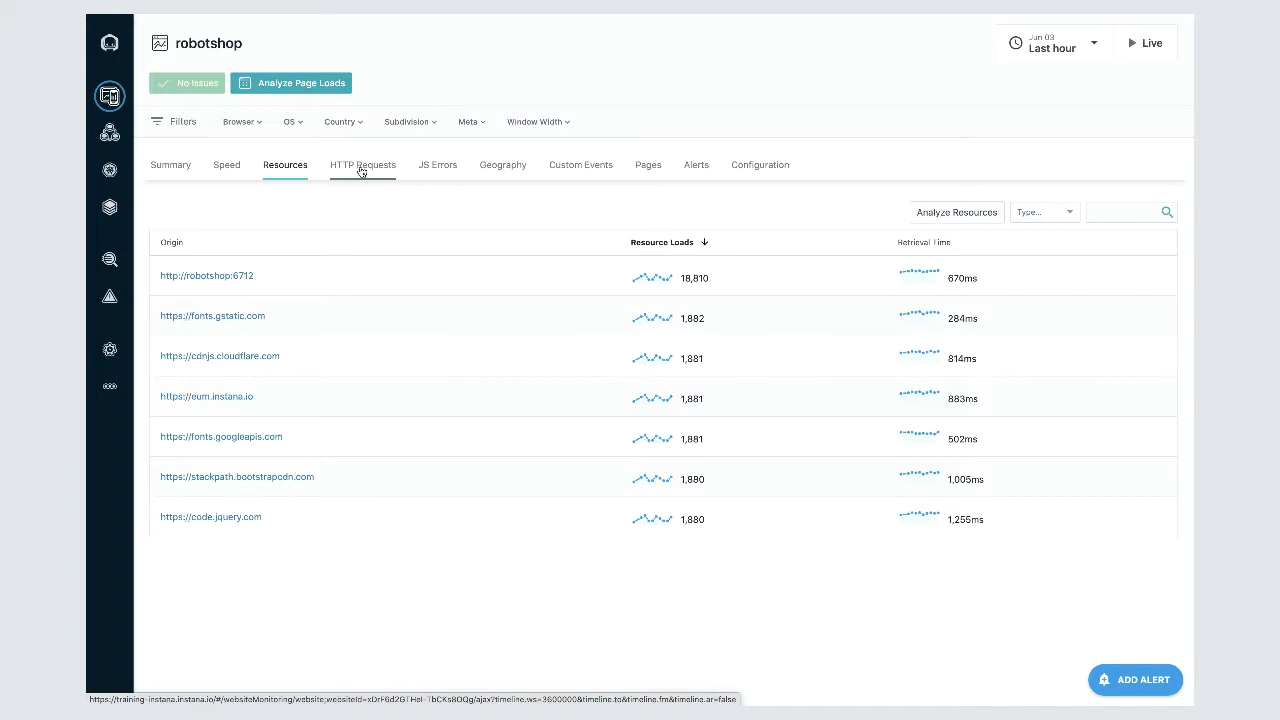 robotshop
Jun 03
Last hour
Live
No Issues
Analyze Page Loads
Filters
Browser
OS
Country
Subdivision
Meta
Window Width
Summary
Speed
Resources
HTTP Requests
JS Errors
Geography
Custom Events
Pages
Alerts
Configuration
Analyze Resources
Type...
Origin
Resource Loads
Retrieval Time
http://robotshop:6712
18,810
670ms
https://fonts.gstatic.com
1,882
284ms
https://cdnjs.cloudflare.com
1,881
814ms
https://eum.instana.io
1,881
883ms
https://fonts.googleapis.com
1,881
502ms
https://stackpath.bootstrapcdn.com
1,880
1,005ms
https://code.jquery.com
1,880
1,255ms
ADD ALERT